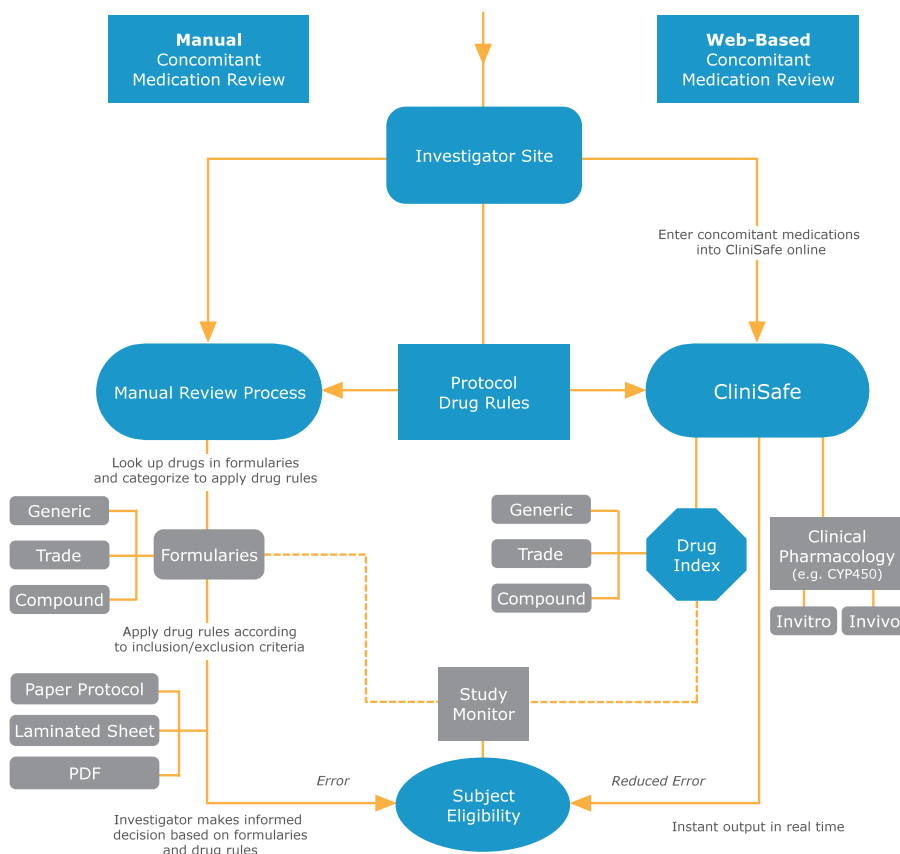 Manual
Concomitant
Medication Review
Web-Based
Concomitant
Medication Review
Investigator Site
Enter concomitant medications
into CliniSafe online
Manual Review Process
Protocol
Drug Rules
CliniSafe
Look up drugs in formularies
and categorize to apply drug rules
Generic
Trade
Compound
Formularies
Generic
Trade
Compound
Drug
Index
Clinical
Pharmacology
(e.g. CYP450)
Invitro
Invivo
Apply drug rules according
to inclusion/exclusion criteria
Paper Protocol
Laminated Sheet
PDF
Study
Monitor
Error
Reduced Error
Subject
Eligibility
Investigator makes informed
decision based on formularies
and drug rules
Instant output in real time